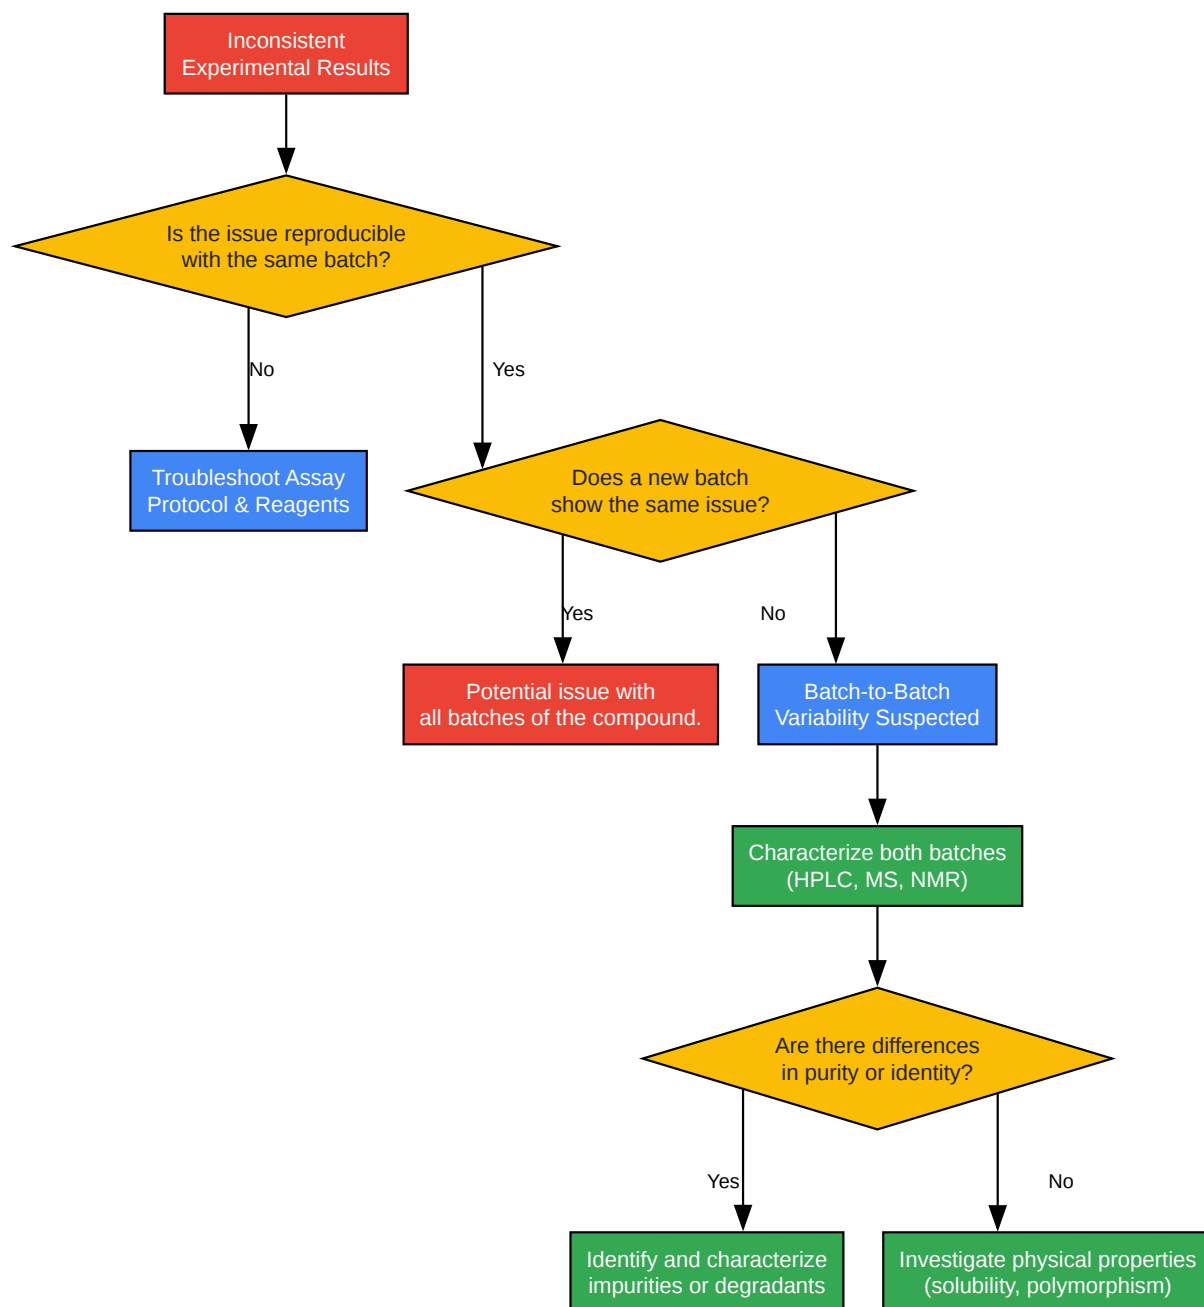 Inconsistent
Experimental Results
Is the issue reproducible
with the same batch?
No
Yes
Troubleshoot Assay
Protocol & Reagents
Does a new batch
show the same issue?
Yes
No
Potential issue with
all batches of the compound.
Batch-to-Batch
Variability Suspected
Characterize both batches
(HPLC, MS, NMR)
Are there differences
in purity or identity?
Yes
No
Identify and characterize
impurities or degradants
Investigate physical properties
(solubility, polymorphism)